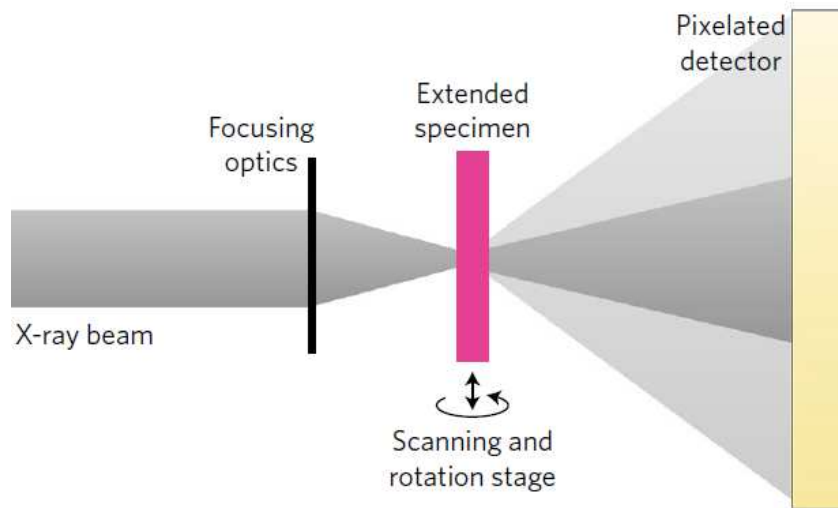 Pixelated
detector
Extended
specimen
Focusing
optics
X-ray beam
Scanning and
rotation stage